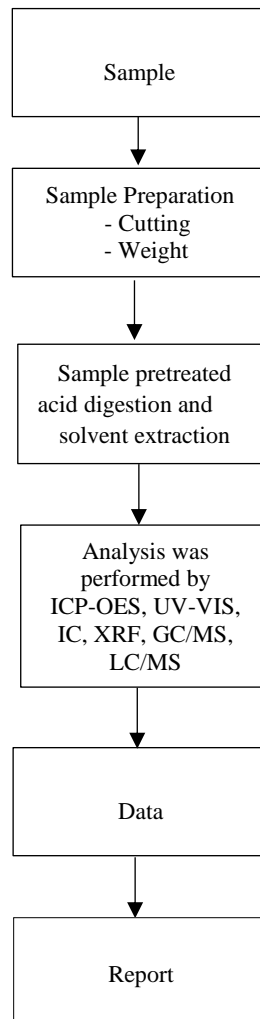 Sample
Sample Preparation
- Cutting
- Weight
Sample pretreated
acid digestion and
solvent extraction
Analysis was
performed by
ICP-OES, UV-VIS,
IC, XRF, GC/MS,
LC/MS
Data
Report